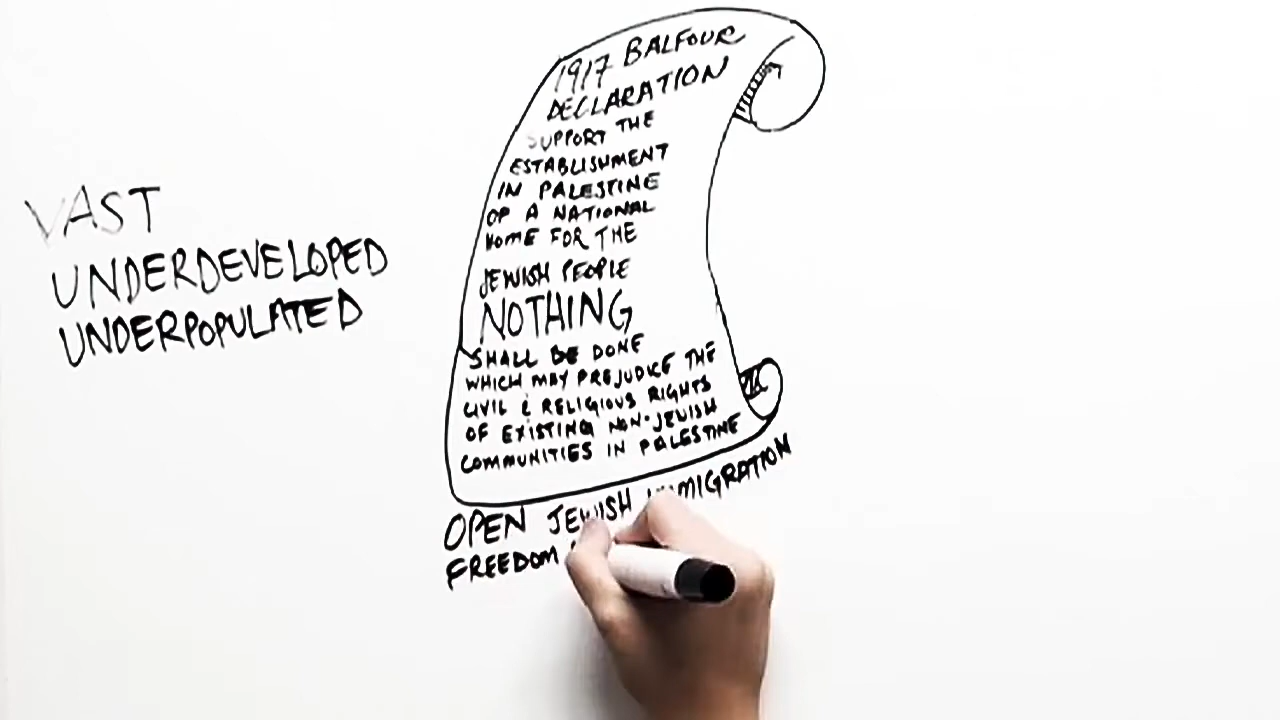 VAST
UNDERDEVELOPED
UNDERPOPULATED
1917 BALFOUR
DECLARATION
SUPPORT THE
ESTABLISHMENT
IN PALESTINE
OF A NATIONAL
HOME FOR THE
JEWISH PEOPLE
NOTHING
SHALL BE DONE
WHICH MAY PREJUDICE THE
CIVIL & RELIGIOUS RIGHTS
OF EXISTING NON-JEWISH
COMMUNITIES IN PALESTINE
OPEN JEWISH IMMIGRATION
FREEDOM